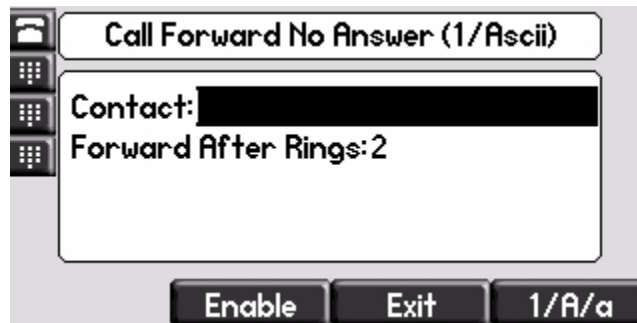 Call Forward No Answer (1/Ascii)
Contact:
Forward After Rings:2
Enable Exit 1/A/a